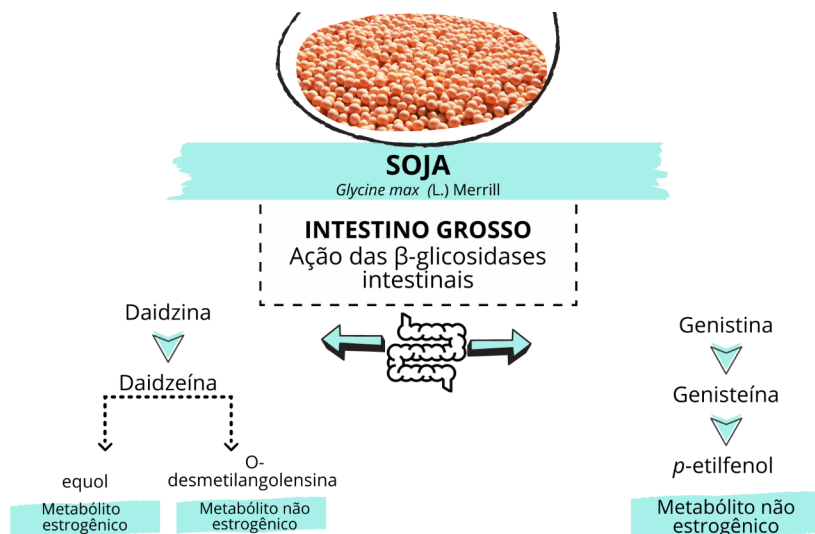 SOJA
Glycine max (L.) Merrill
INTESTINO GROSSO
Ação das β-glicosidases
intestinais
Daidzina
Daidzeína
equol
Metabólito
estrogênico
O-
desmetilangolensina
Metabólito não
estrogênico
Genistina
Genisteína
p-etilfenol
Metabólito não
estrogênico